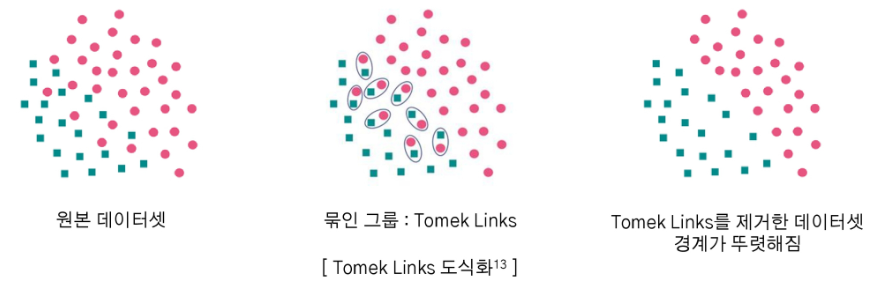 원본 데이터셋
묶인 그룹 : Tomek Links
Tomek Links를 제거한 데이터셋
경계가 뚜렷해짐
[ Tomek Links 도식화¹³ ]